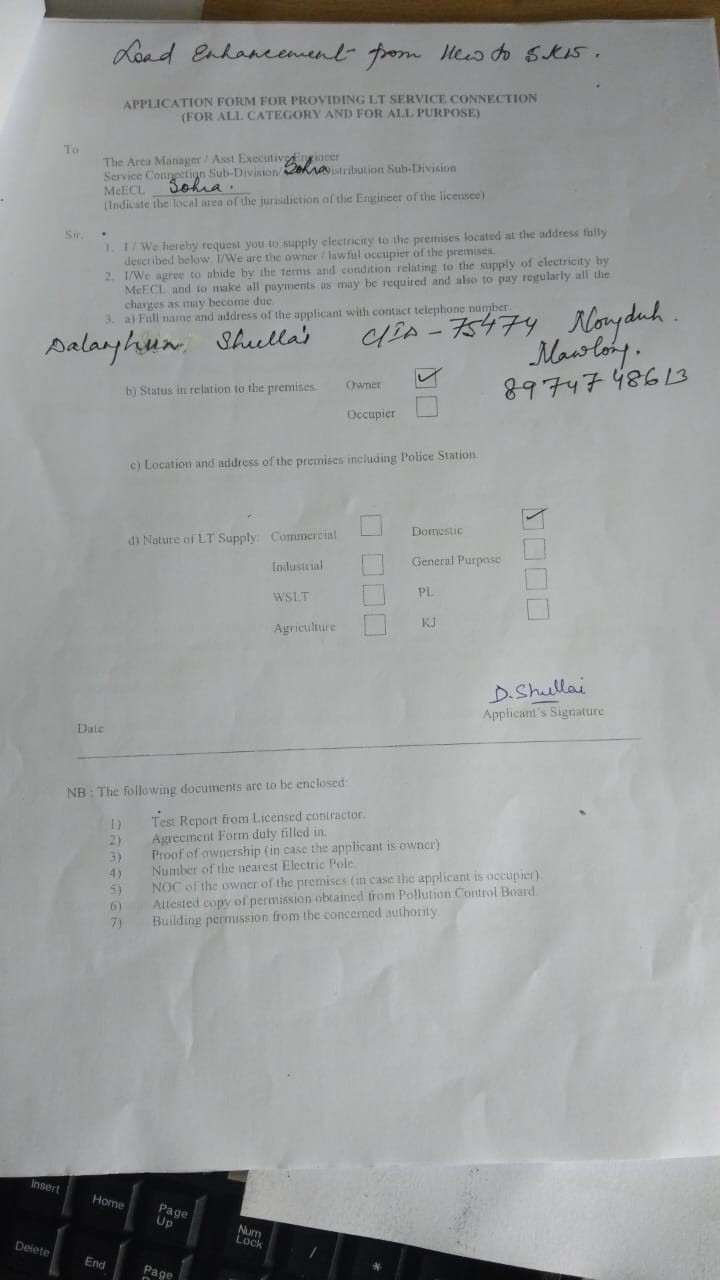 Load Enhancement from New to 5 KW.
APPLICATION FORM FOR PROVIDING LT SERVICE CONNECTION
(FOR ALL CATEGORY AND FOR ALL PURPOSE)
To
The Area Manager / Asst Executive Engineer
Service Connection Sub-Division/ Sohra Distribution Sub-Division
MeECL Sohra.
(Indicate the local area of the jurisdiction of the Engineer of the licensee)
Sir,
1. I / We hereby request you to supply electricity to the premises located at the address fully
described below. I/We are the owner / lawful occupier of the premises.
2. I/We agree to abide by the terms and condition relating to the supply of electricity by
MeECL and to make all payments as may be required and also to pay regularly all the
charges as may become due.
3. a) Full name and address of the applicant with contact telephone number.
Shullai C/ID - 75474 Nongduh.
Mawlong.
8974748613
b) Status in relation to the premises. Owner
Occupier
c) Location and address of the premises including Police Station.
d) Nature of LT Supply: Commercial Domestic
Industrial General Purpose
WSLT PL
Agriculture KJ
D. Shullai
Applicant's Signature
Date
NB : The following documents are to be enclosed:
1) Test Report from Licensed contractor.
2) Agreement Form duly filled in.
3) Proof of ownership (in case the applicant is owner)
4) Number of the nearest Electric Pole.
5) NOC of the owner of the premises (in case the applicant is occupier).
6) Attested copy of permission obtained from Pollution Control Board.
7) Building permission from the concerned authority.
Insert Home Page Up Num Lock / *
Delete End Page